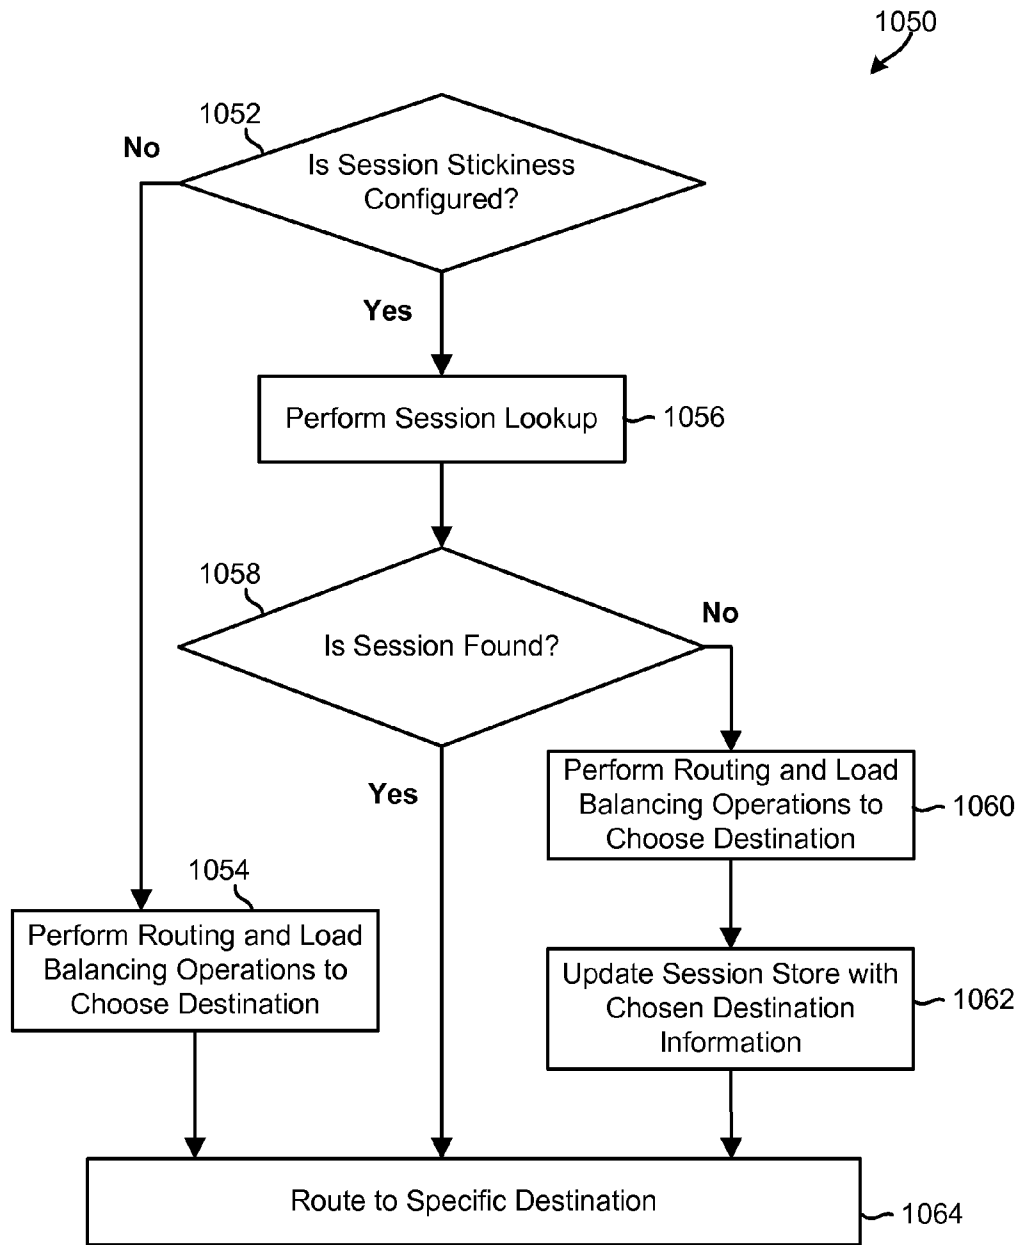 1050
1052
No
Is Session Stickiness
Configured?
Yes
Perform Session Lookup
1056
1058
No
Is Session Found?
Yes
Perform Routing and Load
Balancing Operations to
Choose Destination
1060
1054
Perform Routing and Load
Balancing Operations to
Choose Destination
Update Session Store with
Chosen Destination
Information
1062
Route to Specific Destination
1064